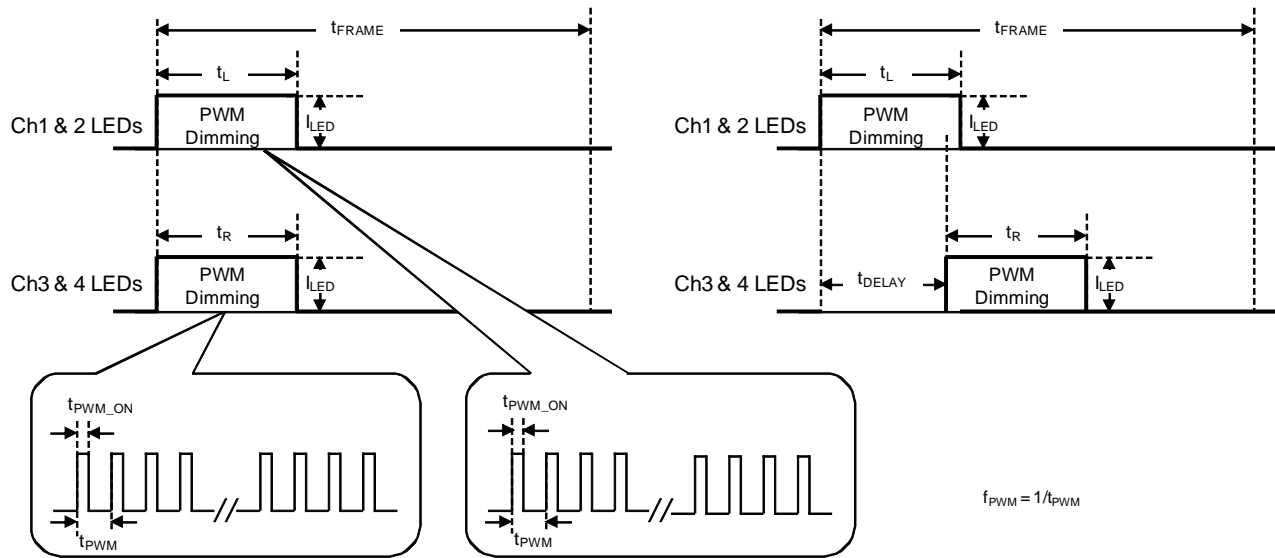 tFRAME
tL
Ch1 & 2 LEDs
PWM
Dimming
ILED
tR
Ch3 & 4 LEDs
PWM
Dimming
ILED
tPWM_ON
tPWM
tPWM_ON
tPWM
tFRAME
tL
Ch1 & 2 LEDs
PWM
Dimming
ILED
tR
Ch3 & 4 LEDs
tDELAY
PWM
Dimming
ILED
fPWM = 1/tPWM